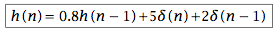 h(n) = 0.8h(n − 1) + 5δ(n) + 2δ(n − 1)